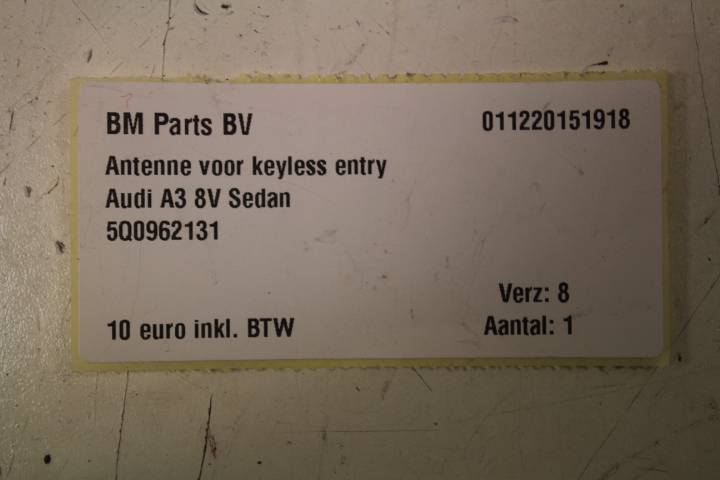 BM Parts BV 011220151918
Antenne voor keyless entry
Audi A3 8V Sedan
5Q0962131
Verz: 8
10 euro inkl. BTW Aantal: 1